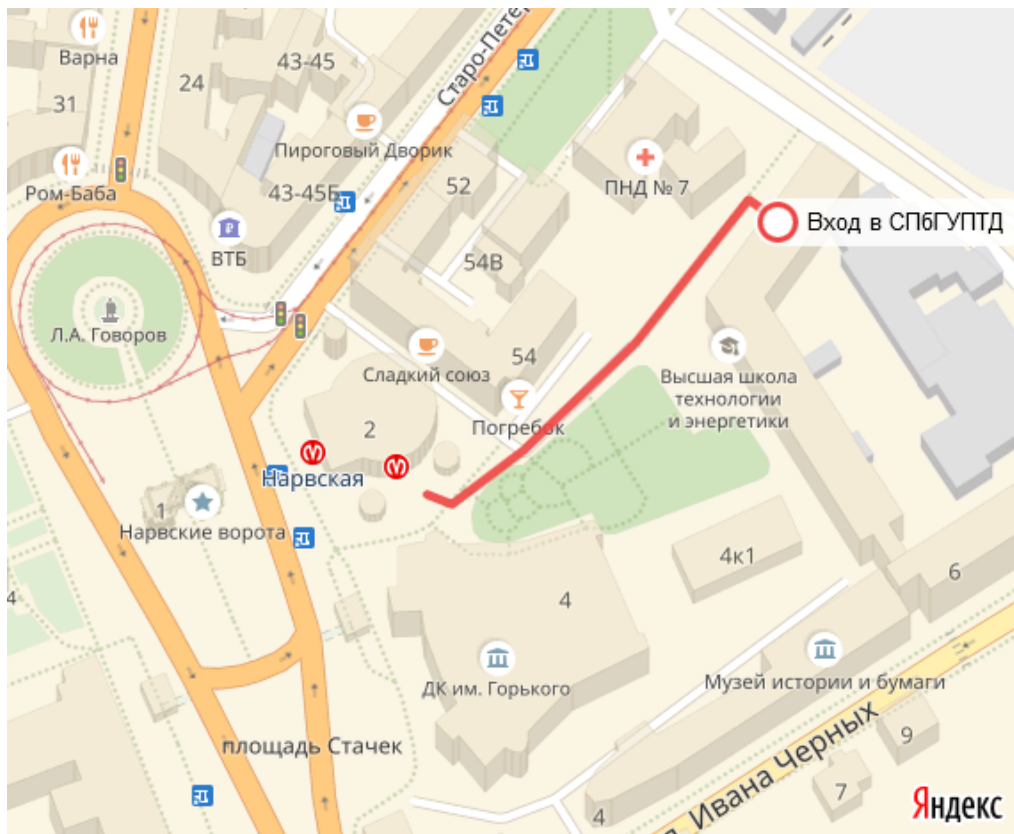 Варна
43-45
24
31
Старо-Петер
Пироговый Дворик
Ром-Баба
43-45Б
52
ПНД № 7
Вход в СПбГУПТД
ВТБ
54В
Л.А. Говоров
54
Сладкий союз
Высшая школа
технологии
и энергетики
2
Погребок
Нарвская
1
Нарвские ворота
4к1
6
4
4
ДК им. Горького
Музей истории и бумаги
площадь Стачек
9
7
4
Ивана Черных
Яндекс